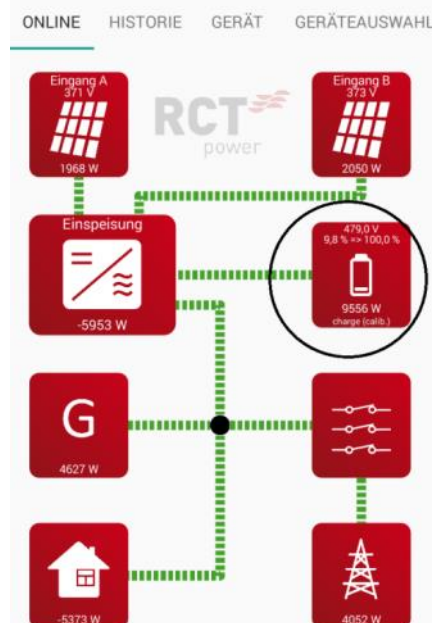 ONLINE HISTORIE GERÄT GERÄTEAUSWAHL
Eingang A
371 V
1968 W
RCT
power
Eingang B
373 V
2050 W
Einspeisung
-5953 W
479,0 V
9,8 % => 100,0 %
9556 W
charge (calib.)
G
4627 W
-5373 W
4052 W